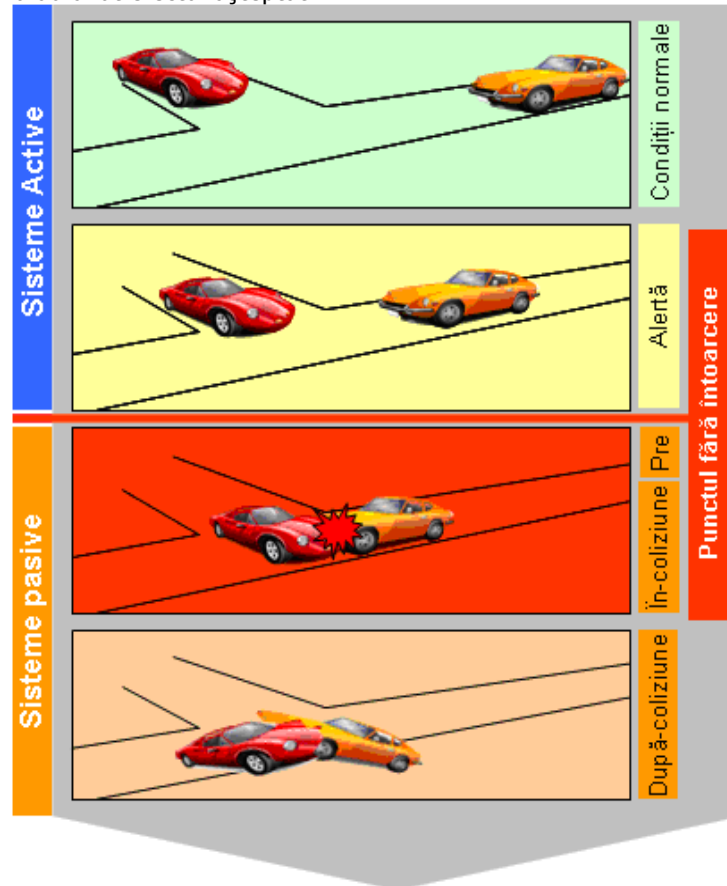 Sisteme Active
Condiții normale
Alertă
Punctul fără întoarcere
Sisteme pasive
Pre
În-coliziune
După-coliziune